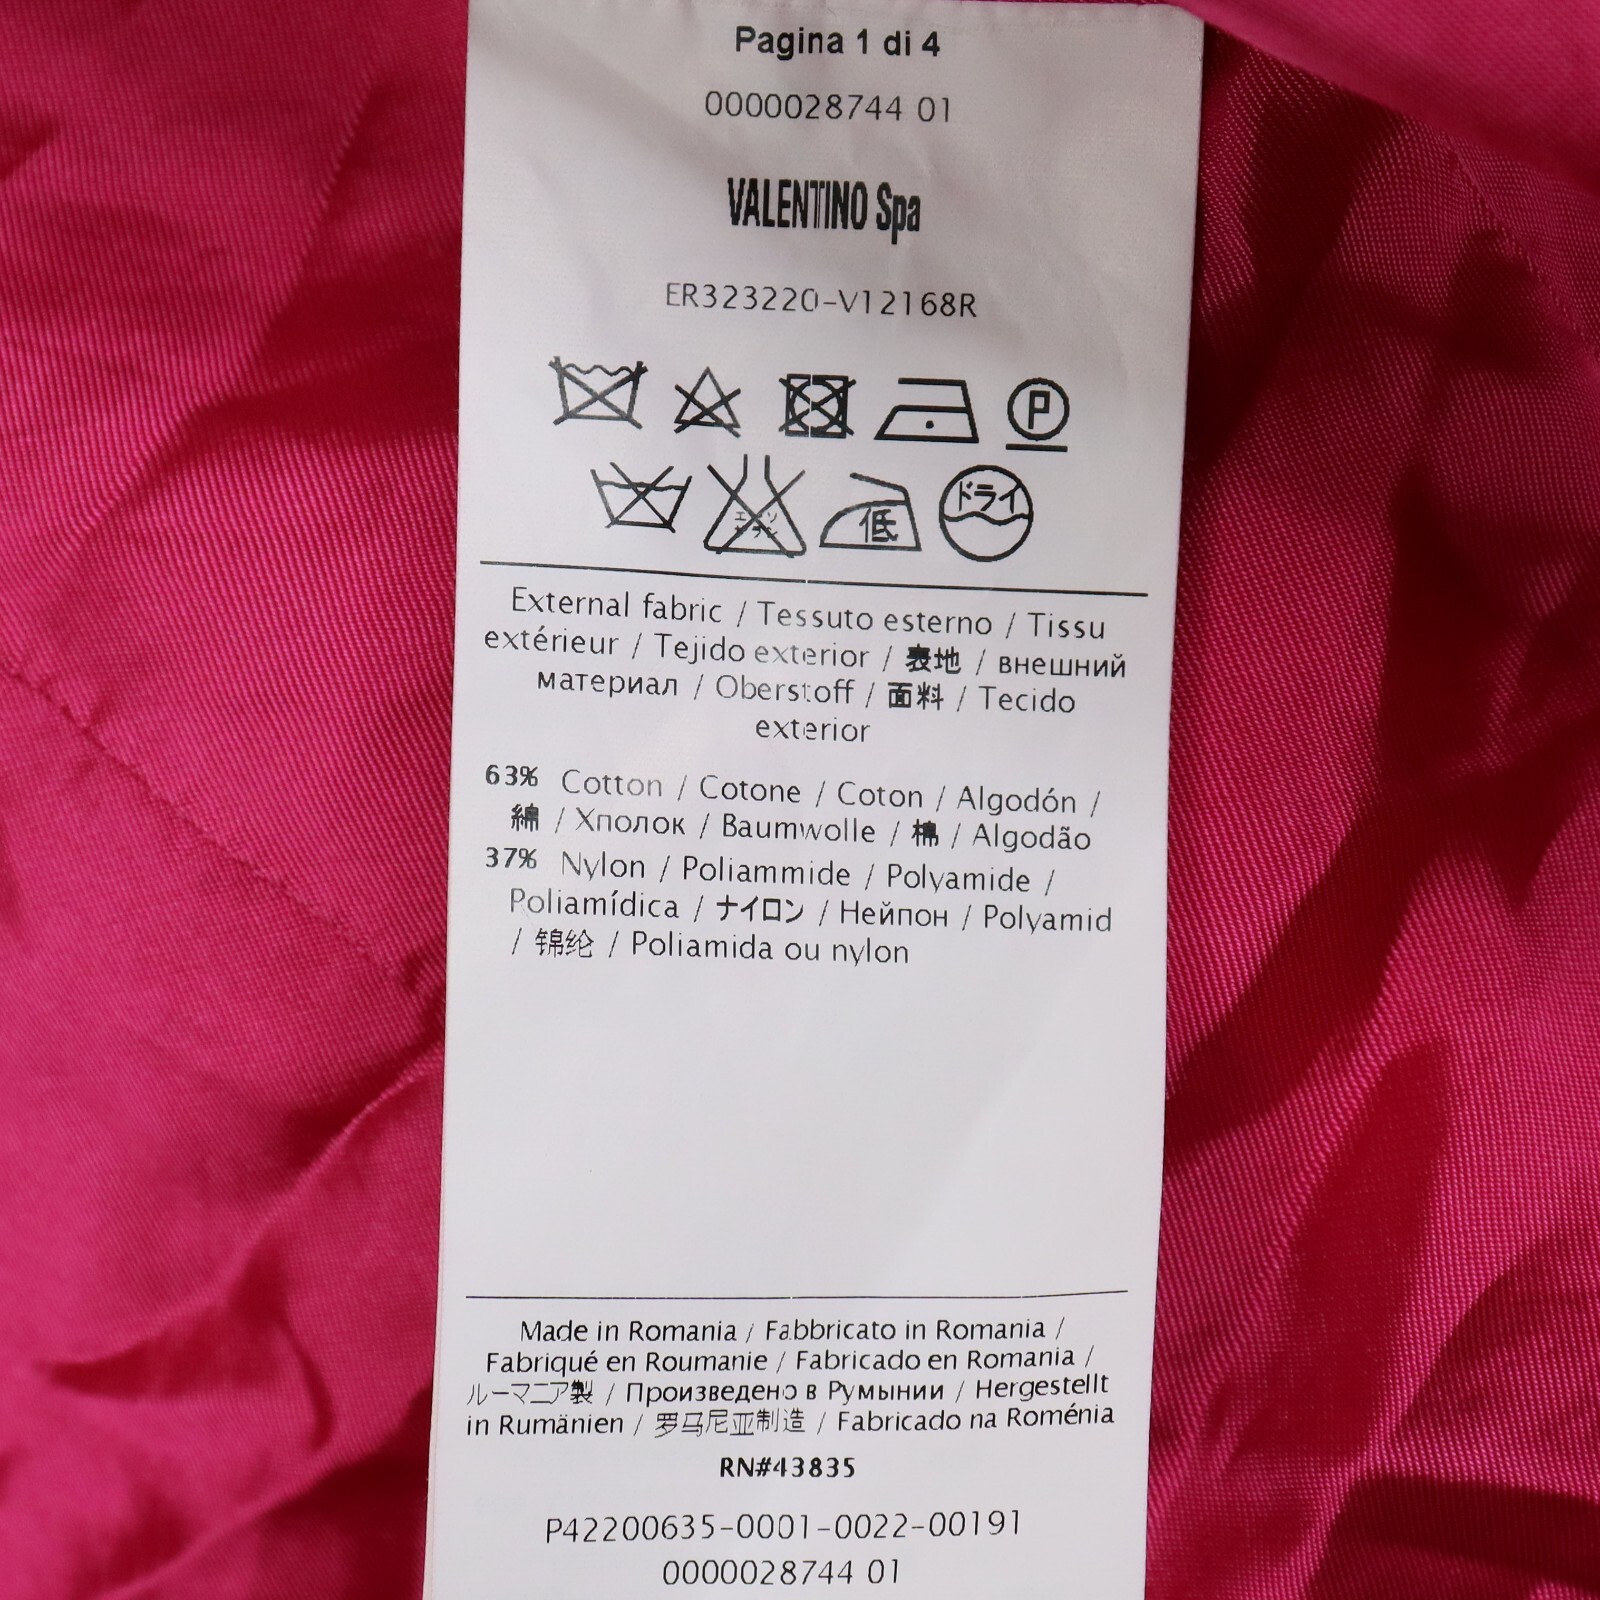 Pagina 1 di 4
0000028744 01
VALENTINO Spa
ER323220-V12168R
P
低 ドライ
External fabric / Tessuto esterno / Tissu
extérieur / Tejido exterior / 表地 / внешний
материал / Oberstoff / 面料 / Tecido
exterior
63% Cotton / Cotone / Coton / Algodón /
綿 / Хполок / Baumwolle / 棉 / Algodão
37% Nylon / Poliammide / Polyamide /
Poliamídica / ナイロン / Нейпон / Polyamid
/ 锦纶 / Poliamida ou nylon
Made in Romania / Fabbricato in Romania /
Fabriqué en Roumanie / Fabricado en Romania /
ルーマニア製 / Произведено в Румынии / Hergestellt
in Rumänien / 罗马尼亚制造 / Fabricado na Roménia
RN#43835
P42200635-0001-0022-00191
0000028744 01